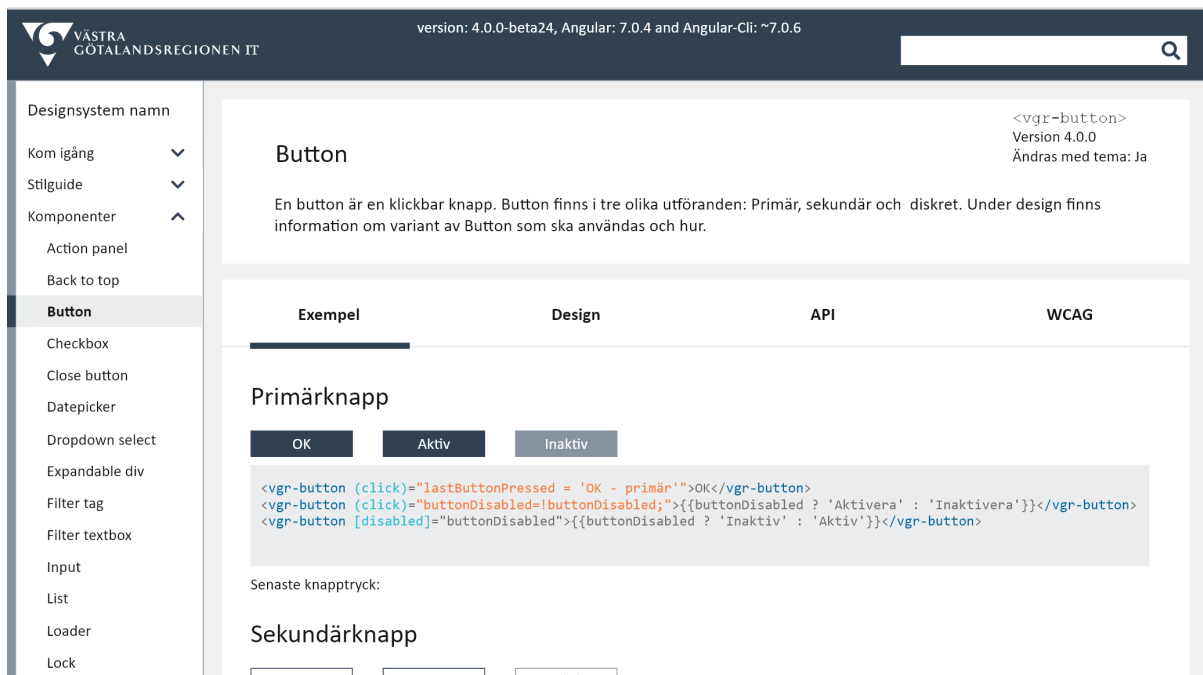 VÄSTRA
GÖTALANDSREGIONEN IT
version: 4.0.0-beta24, Angular: 7.0.4 and Angular-Cli: ~7.0.6
Designsystem namn
Kom igång
Stilguide
Komponenter
Action panel
Back to top
Button
Checkbox
Close button
Datepicker
Dropdown select
Expandable div
Filter tag
Filter textbox
Input
List
Loader
Lock
Button
<vgr-button>
Version 4.0.0
Ändras med tema: Ja
En button är en klickbar knapp. Button finns i tre olika utföranden: Primär, sekundär och  diskret. Under design finns
information om variant av Button som ska användas och hur.
Exempel Design API WCAG
Primärknapp
OK Aktiv Inaktiv
<vgr-button (click)="lastButtonPressed = 'OK - primär'">OK</vgr-button>
<vgr-button (click)="buttonDisabled=!buttonDisabled;">{{buttonDisabled ? 'Aktivera' : 'Inaktivera'}}</vgr-button>
<vgr-button [disabled]="buttonDisabled">{{buttonDisabled ? 'Inaktiv' : 'Aktiv'}}</vgr-button>
Senaste knapptryck:
Sekundärknapp